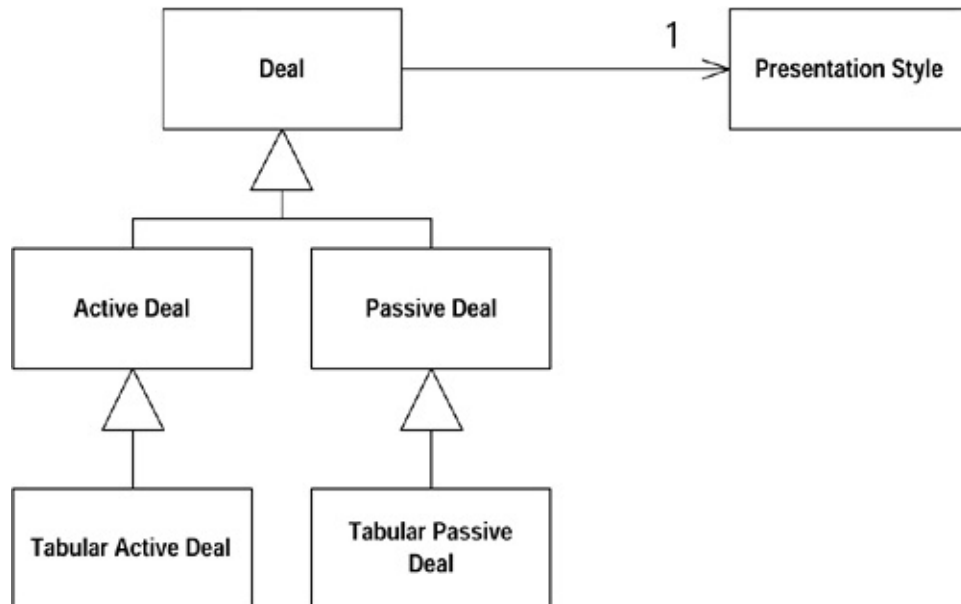 1
Deal
Presentation Style
Active Deal
Passive Deal
Tabular Active Deal
Tabular Passive
Deal